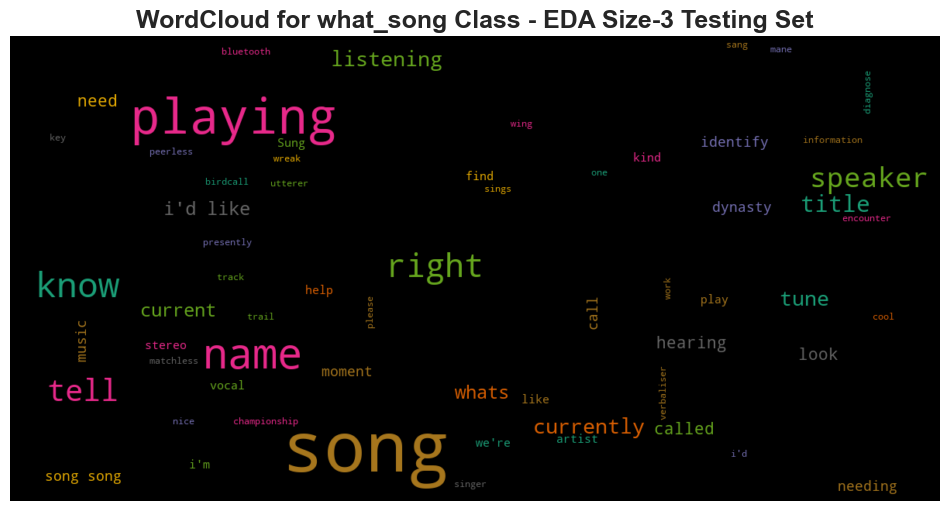 WordCloud for what_song Class - EDA Size-3 Testing Set
bluetooth
sang
mane
listening
need
playing
diagnose
key
wing
Sung
identify
information
peerless
wreak
kind
birdcall
utterer
find
sings
one
speaker
i'd like
dynasty
title
encounter
presently
right
know
track
help
please
work
play
tune
current
trail
call
cool
music
stereo
matchless
name
hearing
look
tell
vocal
moment
whats
like
verbaliser
nice
championship
song
currently
called
we're
artist
i'd
song song
i'm
singer
needing